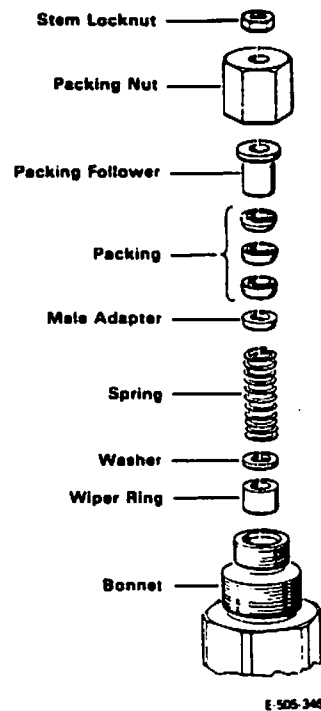 Stem Locknut
Packing Nut
Packing Follower
Packing
Male Adapter
Spring
Washer
Wiper Ring
Bonnet
E-505-346